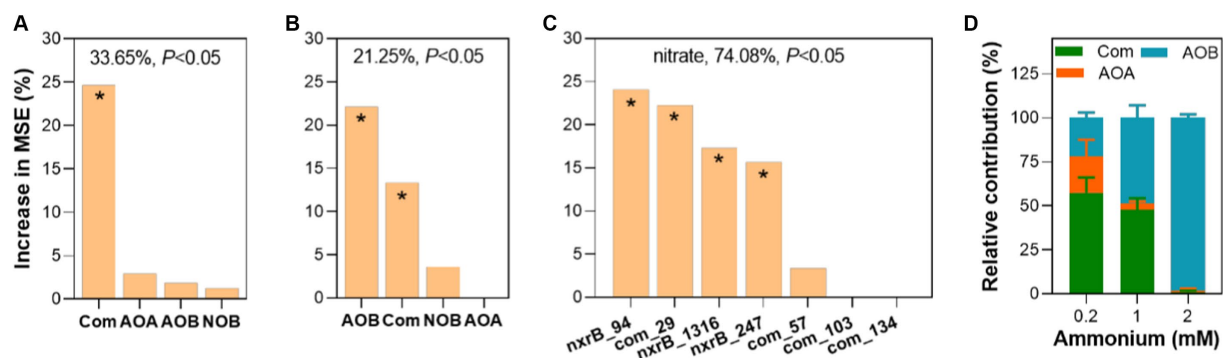 A
Increase in MSE (%)
30
25
20
15
10
5
0
33.65%, P<0.05
*
Com AOA AOB NOB
B
30
25
20
15
10
5
0
21.25%, P<0.05
*
*
AOB Com NOB AOA
C
30
25
20
15
10
5
0
nitrate, 74.08%, P<0.05
*
*
*
*
nxrB_94 com_29 nxrB_1316 nxrB_247 com_57 com_103 com_134
D
Relative contribution (%)
125
100
75
50
25
0
Com AOB
AOA
0.2 1 2
Ammonium (mM)